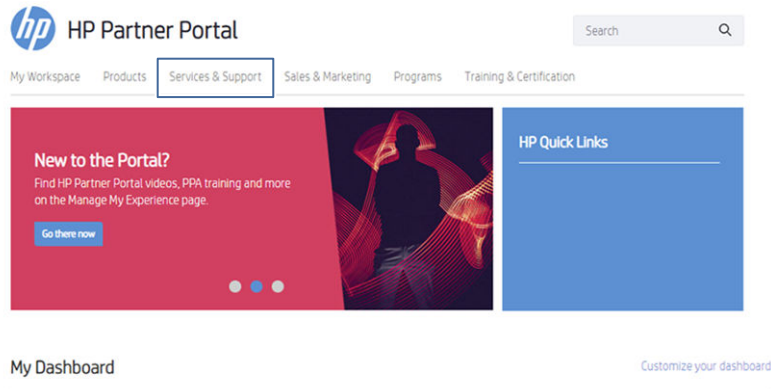 hp HP Partner Portal
Search
My Workspace Products Services & Support Sales & Marketing Programs Training & Certification
New to the Portal?
Find HP Partner Portal videos, PPA training and more
on the Manage My Experience page.
Go there now
HP Quick Links
My Dashboard
Customize your dashboard